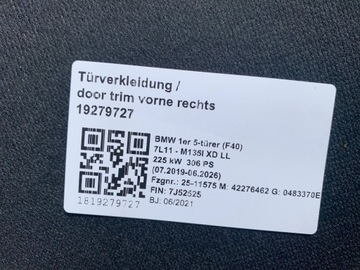 Türverkleidung /
door trim vorne rechts
19279727
BMW 1er 5-türer (F40)
7L11 - M135I XD LL
225 kW 306 PS
(07.2019-06.2026)
Fzgnr.: 25-11575 M: 42276462 G: 0483370E
FIN: 7J52525
BJ: 06/2021
1819279727